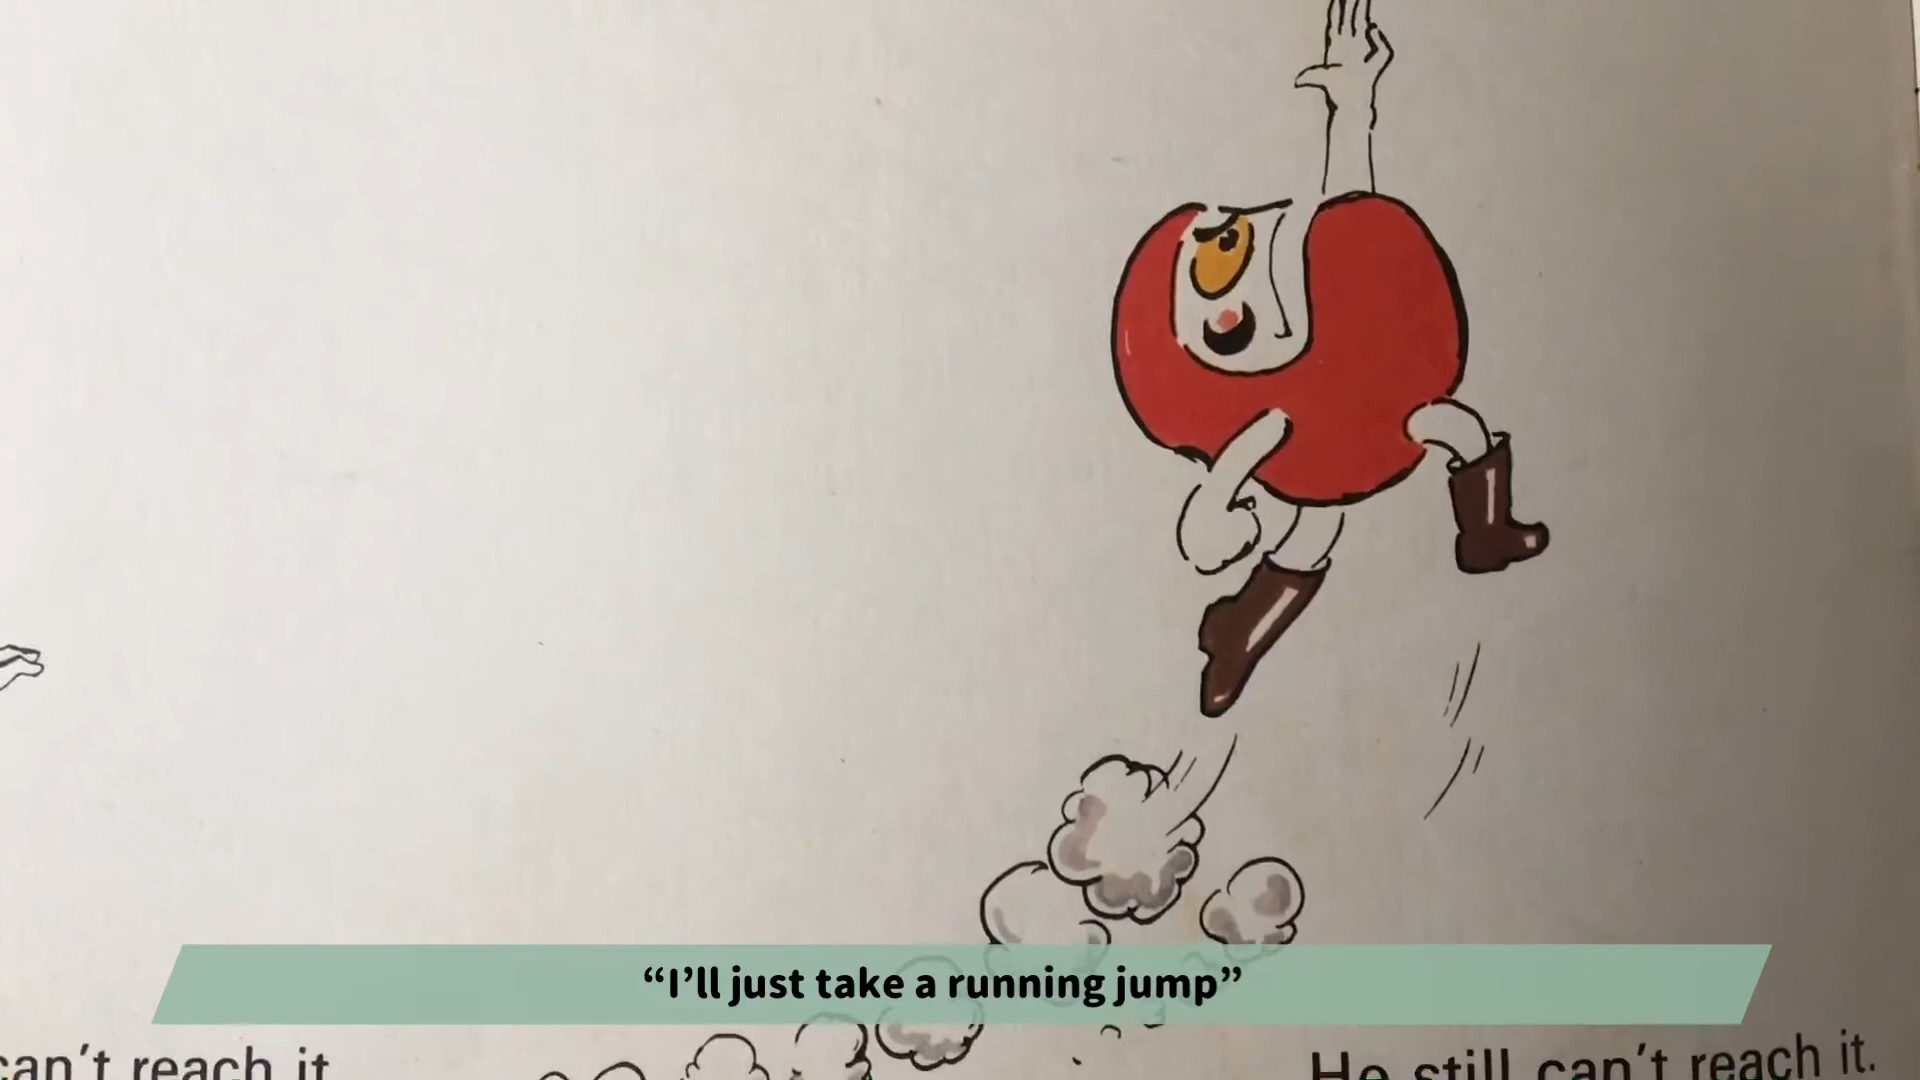 “I’ll just take a running jump”
can't reach it
He still can't reach it.